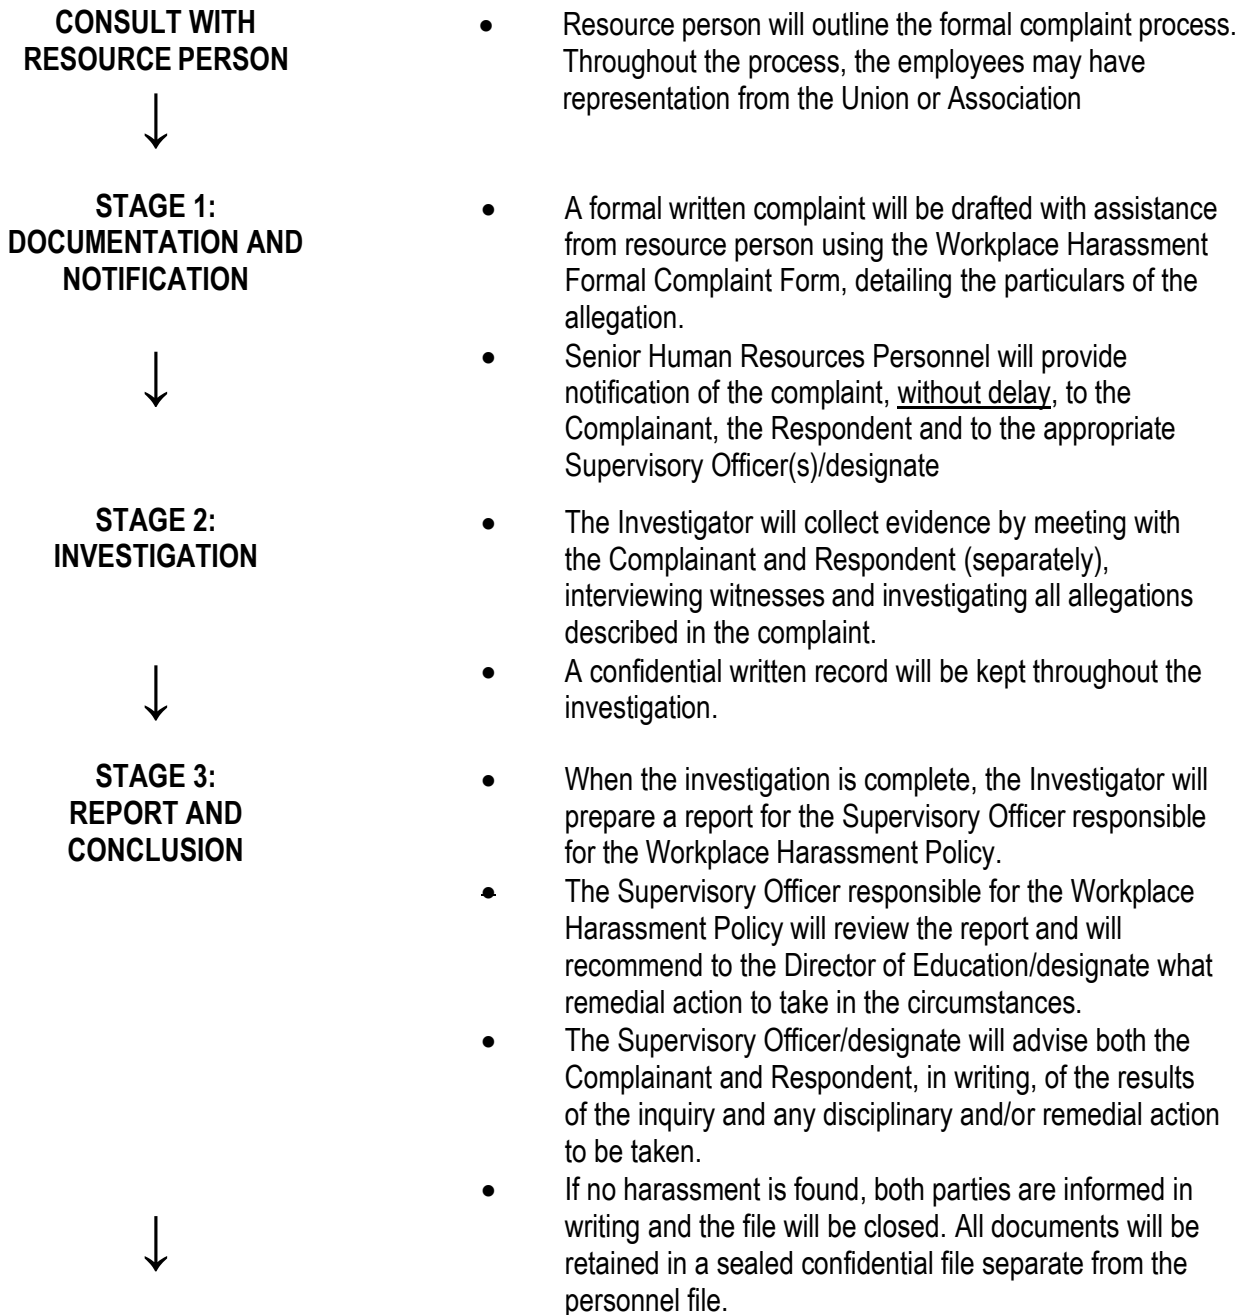 CONSULT WITH
RESOURCE PERSON
• Resource person will outline the formal complaint process.
Throughout the process, the employees may have
representation from the Union or Association
↓
STAGE 1:
DOCUMENTATION AND
NOTIFICATION
• A formal written complaint will be drafted with assistance
from resource person using the Workplace Harassment
Formal Complaint Form, detailing the particulars of the
allegation.
• Senior Human Resources Personnel will provide
notification of the complaint, without delay, to the
Complainant, the Respondent and to the appropriate
Supervisory Officer(s)/designate
↓
STAGE 2:
INVESTIGATION
• The Investigator will collect evidence by meeting with
the Complainant and Respondent (separately),
interviewing witnesses and investigating all allegations
described in the complaint.
• A confidential written record will be kept throughout the
investigation.
↓
STAGE 3:
REPORT AND
CONCLUSION
• When the investigation is complete, the Investigator will
prepare a report for the Supervisory Officer responsible
for the Workplace Harassment Policy.
• The Supervisory Officer responsible for the Workplace
Harassment Policy will review the report and will
recommend to the Director of Education/designate what
remedial action to take in the circumstances.
• The Supervisory Officer/designate will advise both the
Complainant and Respondent, in writing, of the results
of the inquiry and any disciplinary and/or remedial action
to be taken.
• If no harassment is found, both parties are informed in
writing and the file will be closed. All documents will be
retained in a sealed confidential file separate from the
personnel file.
↓